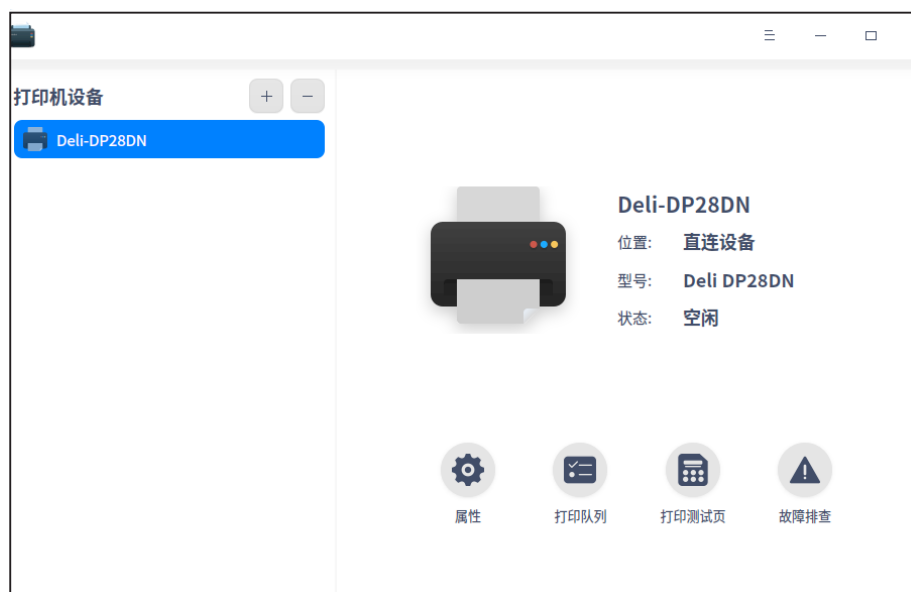 打印机设备
Deli-DP28DN
Deli-DP28DN
位置: 直连设备
型号: Deli DP28DN
状态: 空闲
属性 打印队列 打印测试页 故障排查